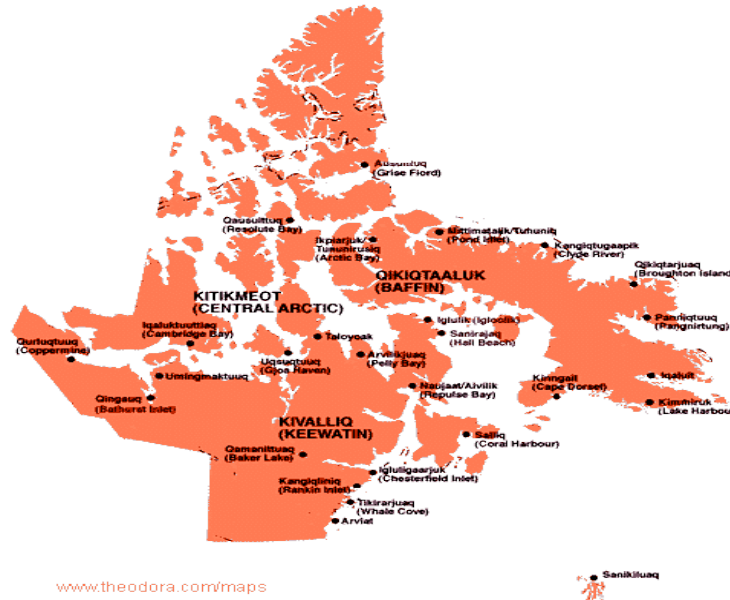 Ausuittuq
(Grise Fiord)
Qausuittuq
(Resolute Bay)
Ikpiarjuk/
Tununirusiq
(Arctic Bay)
Mittimatalik/Tuhuniq
(Pond Inlet)
Kangiqtugaapik
(Clyde River)
Qikiqtarjuaq
(Broughton Island
QIKIQTAALUK
(BAFFIN)
KITIKMEOT
(CENTRAL ARCTIC)
Iglulik (Igloolik)
Sanirajaq
(Hall Beach)
Panniqtuuq
(Pangnirtung)
Iqaluktuuttiaq
(Cambridge Bay)
Qurluqtuuq
(Coppermine)
Taloyoak
Uqsuqtuuq
(Gjoa Haven)
Arviliqjuaq
(Pelly Bay)
Umingmaktuuq
Qingauq
(Bathurst Inlet)
Naujaat/Aivilik
(Repulse Bay)
Kinngait
(Cape Dorset)
Iqaluit
Kimmiruk
(Lake Harbour
KIVALLIQ
(KEEWATIN)
Salliq
(Coral Harbour)
Qamanittuaq
(Baker Lake)
Igluligaarjuk
(Chesterfield Inlet)
Kangiqliniq
(Rankin Inlet)
Tikirarjuaq
(Whale Cove)
Arviat
Sanikiluaq
www.theodora.com/maps